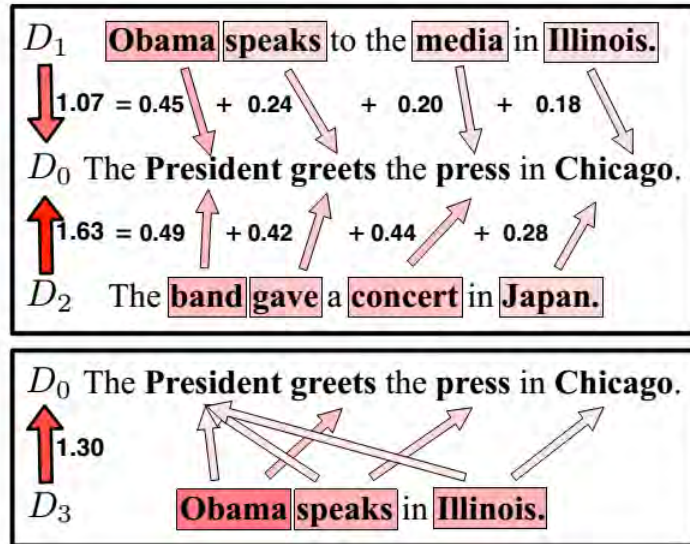 D₁ Obama speaks to the media in Illinois.
1.07 = 0.45 + 0.24 + 0.20 + 0.18
D₀ The President greets the press in Chicago.
1.63 = 0.49 + 0.42 + 0.44 + 0.28
D₂ The band gave a concert in Japan.
D₀ The President greets the press in Chicago.
1.30
D₃ Obama speaks in Illinois.